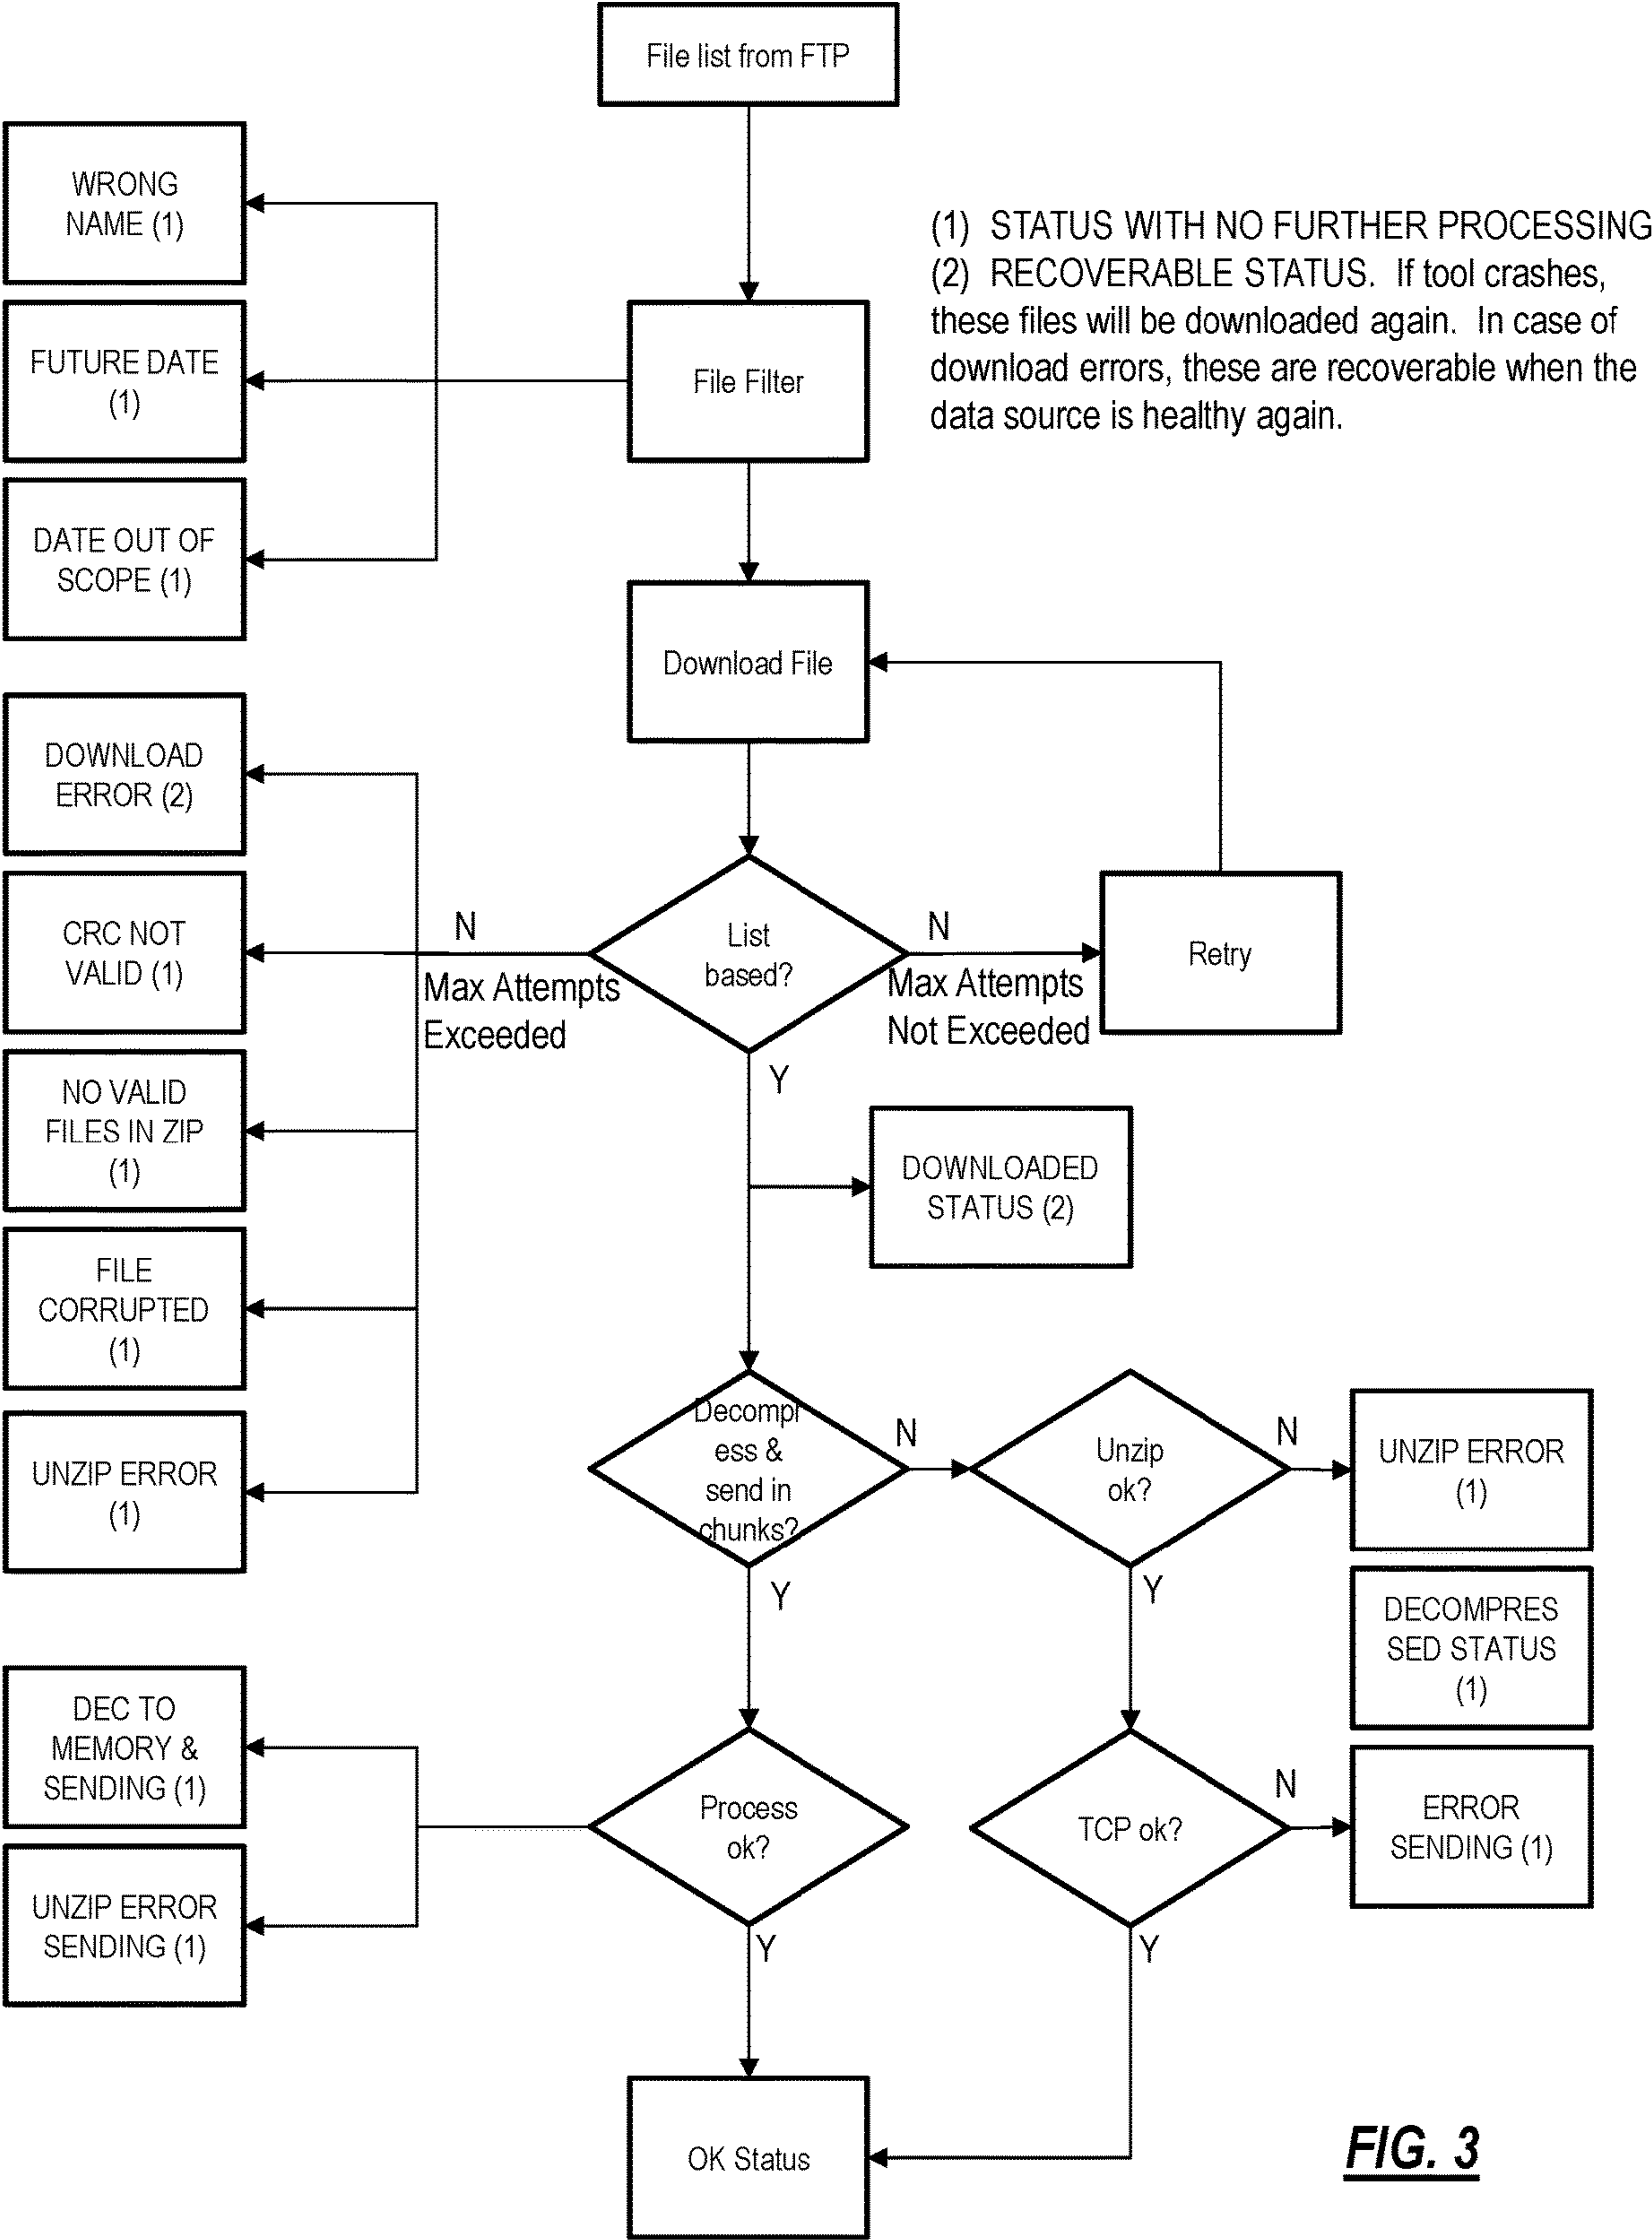 File list from FTP
WRONG
NAME (1)
(1) STATUS WITH NO FURTHER PROCESSING
(2) RECOVERABLE STATUS. If tool crashes,
these files will be downloaded again. In case of
download errors, these are recoverable when the
data source is healthy again.
FUTURE DATE
(1)
File Filter
DATE OUT OF
SCOPE (1)
Download File
DOWNLOAD
ERROR (2)
CRC NOT
VALID (1)
N
Max Attempts
Exceeded
List
based?
N
Max Attempts
Not Exceeded
Retry
Y
NO VALID
FILES IN ZIP
(1)
DOWNLOADED
STATUS (2)
FILE
CORRUPTED
(1)
UNZIP ERROR
(1)
Decompr
ess &
send in
chunks?
N
Unzip
ok?
N
UNZIP ERROR
(1)
Y
Y
DECOMPRES
SED STATUS
(1)
DEC TO
MEMORY &
SENDING (1)
Process
ok?
TCP ok?
N
ERROR
SENDING (1)
UNZIP ERROR
SENDING (1)
Y
Y
OK Status
FIG. 3